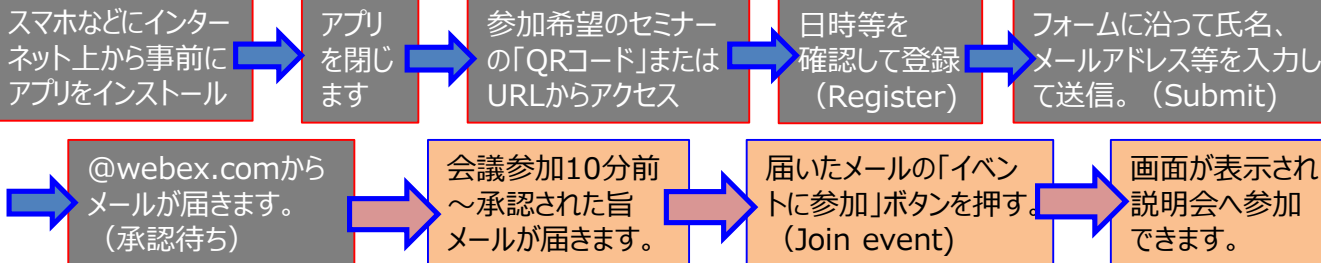 スマホなどにインター
ネット上から事前に
アプリをインストール
アプリ
を閉じ
ます
参加希望のセミナー
の「QRコード」または
URLからアクセス
日時等を
確認して登録
(Register)
フォームに沿って氏名、
メールアドレス等を入力し
て送信。(Submit)
@webex.comから
メールが届きます。
(承認待ち)
会議参加10分前
~承認された旨
メールが届きます。
届いたメールの「イベン
トに参加」ボタンを押す。
(Join event)
画面が表示され
説明会へ参加
できます。